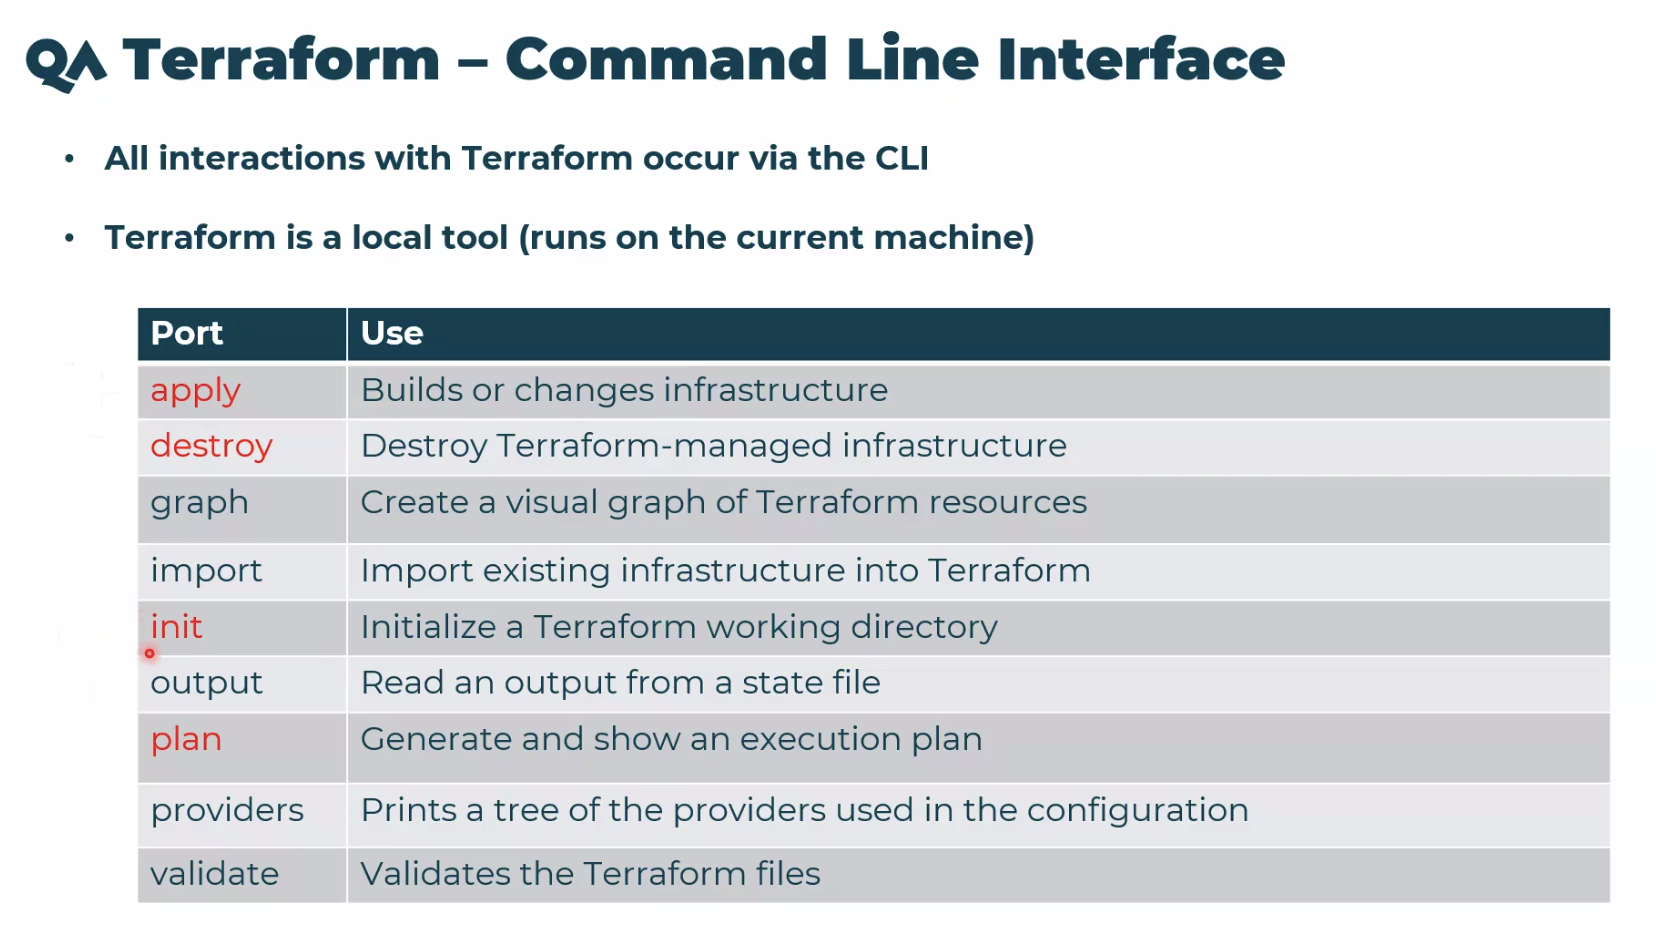 QA Terraform – Command Line Interface
• All interactions with Terraform occur via the CLI
• Terraform is a local tool (runs on the current machine)
Port Use
apply Builds or changes infrastructure
destroy Destroy Terraform-managed infrastructure
graph Create a visual graph of Terraform resources
import Import existing infrastructure into Terraform
init Initialize a Terraform working directory
output Read an output from a state file
plan Generate and show an execution plan
providers Prints a tree of the providers used in the configuration
validate Validates the Terraform files